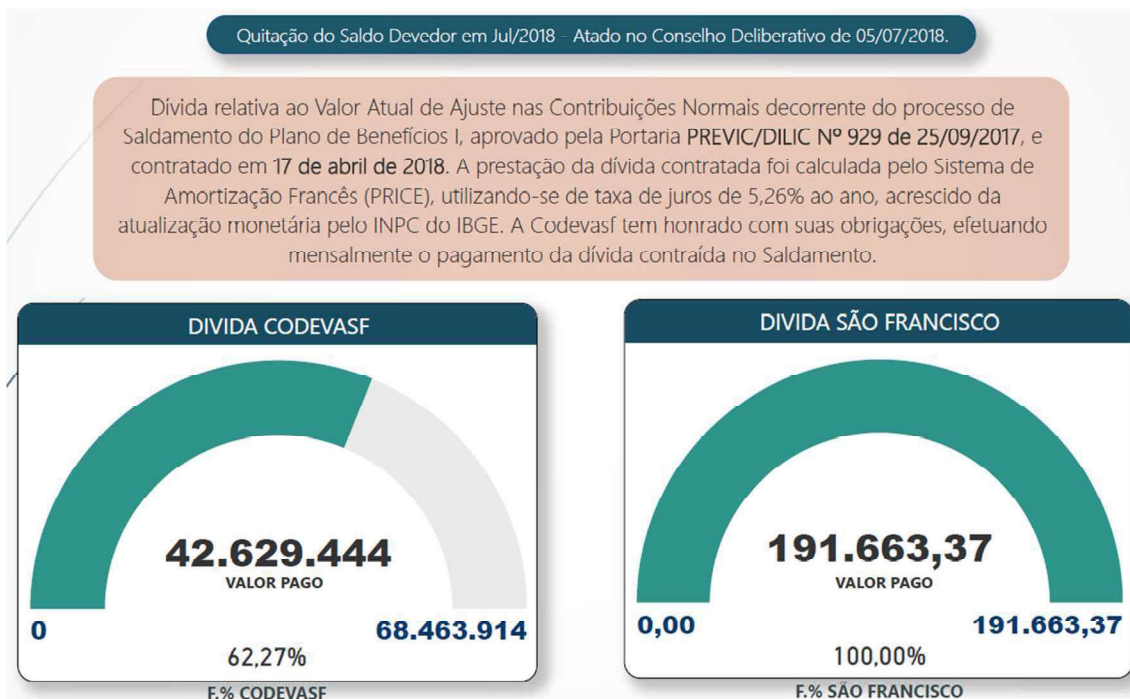 Quitação do Saldo Devedor em Jul/2018 - Atado no Conselho Deliberativo de 05/07/2018.
Dívida relativa ao Valor Atual de Ajuste nas Contribuições Normais decorrente do processo de
Saldamento do Plano de Benefícios I, aprovado pela Portaria PREVIC/DILIC Nº 929 de 25/09/2017, e
contratado em 17 de abril de 2018. A prestação da dívida contratada foi calculada pelo Sistema de
Amortização Francês (PRICE), utilizando-se de taxa de juros de 5,26% ao ano, acrescido da
atualização monetária pelo INPC do IBGE. A Codevasf tem honrado com suas obrigações, efetuando
mensalmente o pagamento da dívida contraída no Saldamento.
DIVIDA CODEVASF
42.629.444
VALOR PAGO
0
68.463.914
62,27%
F.% CODEVASF
DIVIDA SÃO FRANCISCO
191.663,37
VALOR PAGO
0,00
191.663,37
100,00%
F.% SÃO FRANCISCO